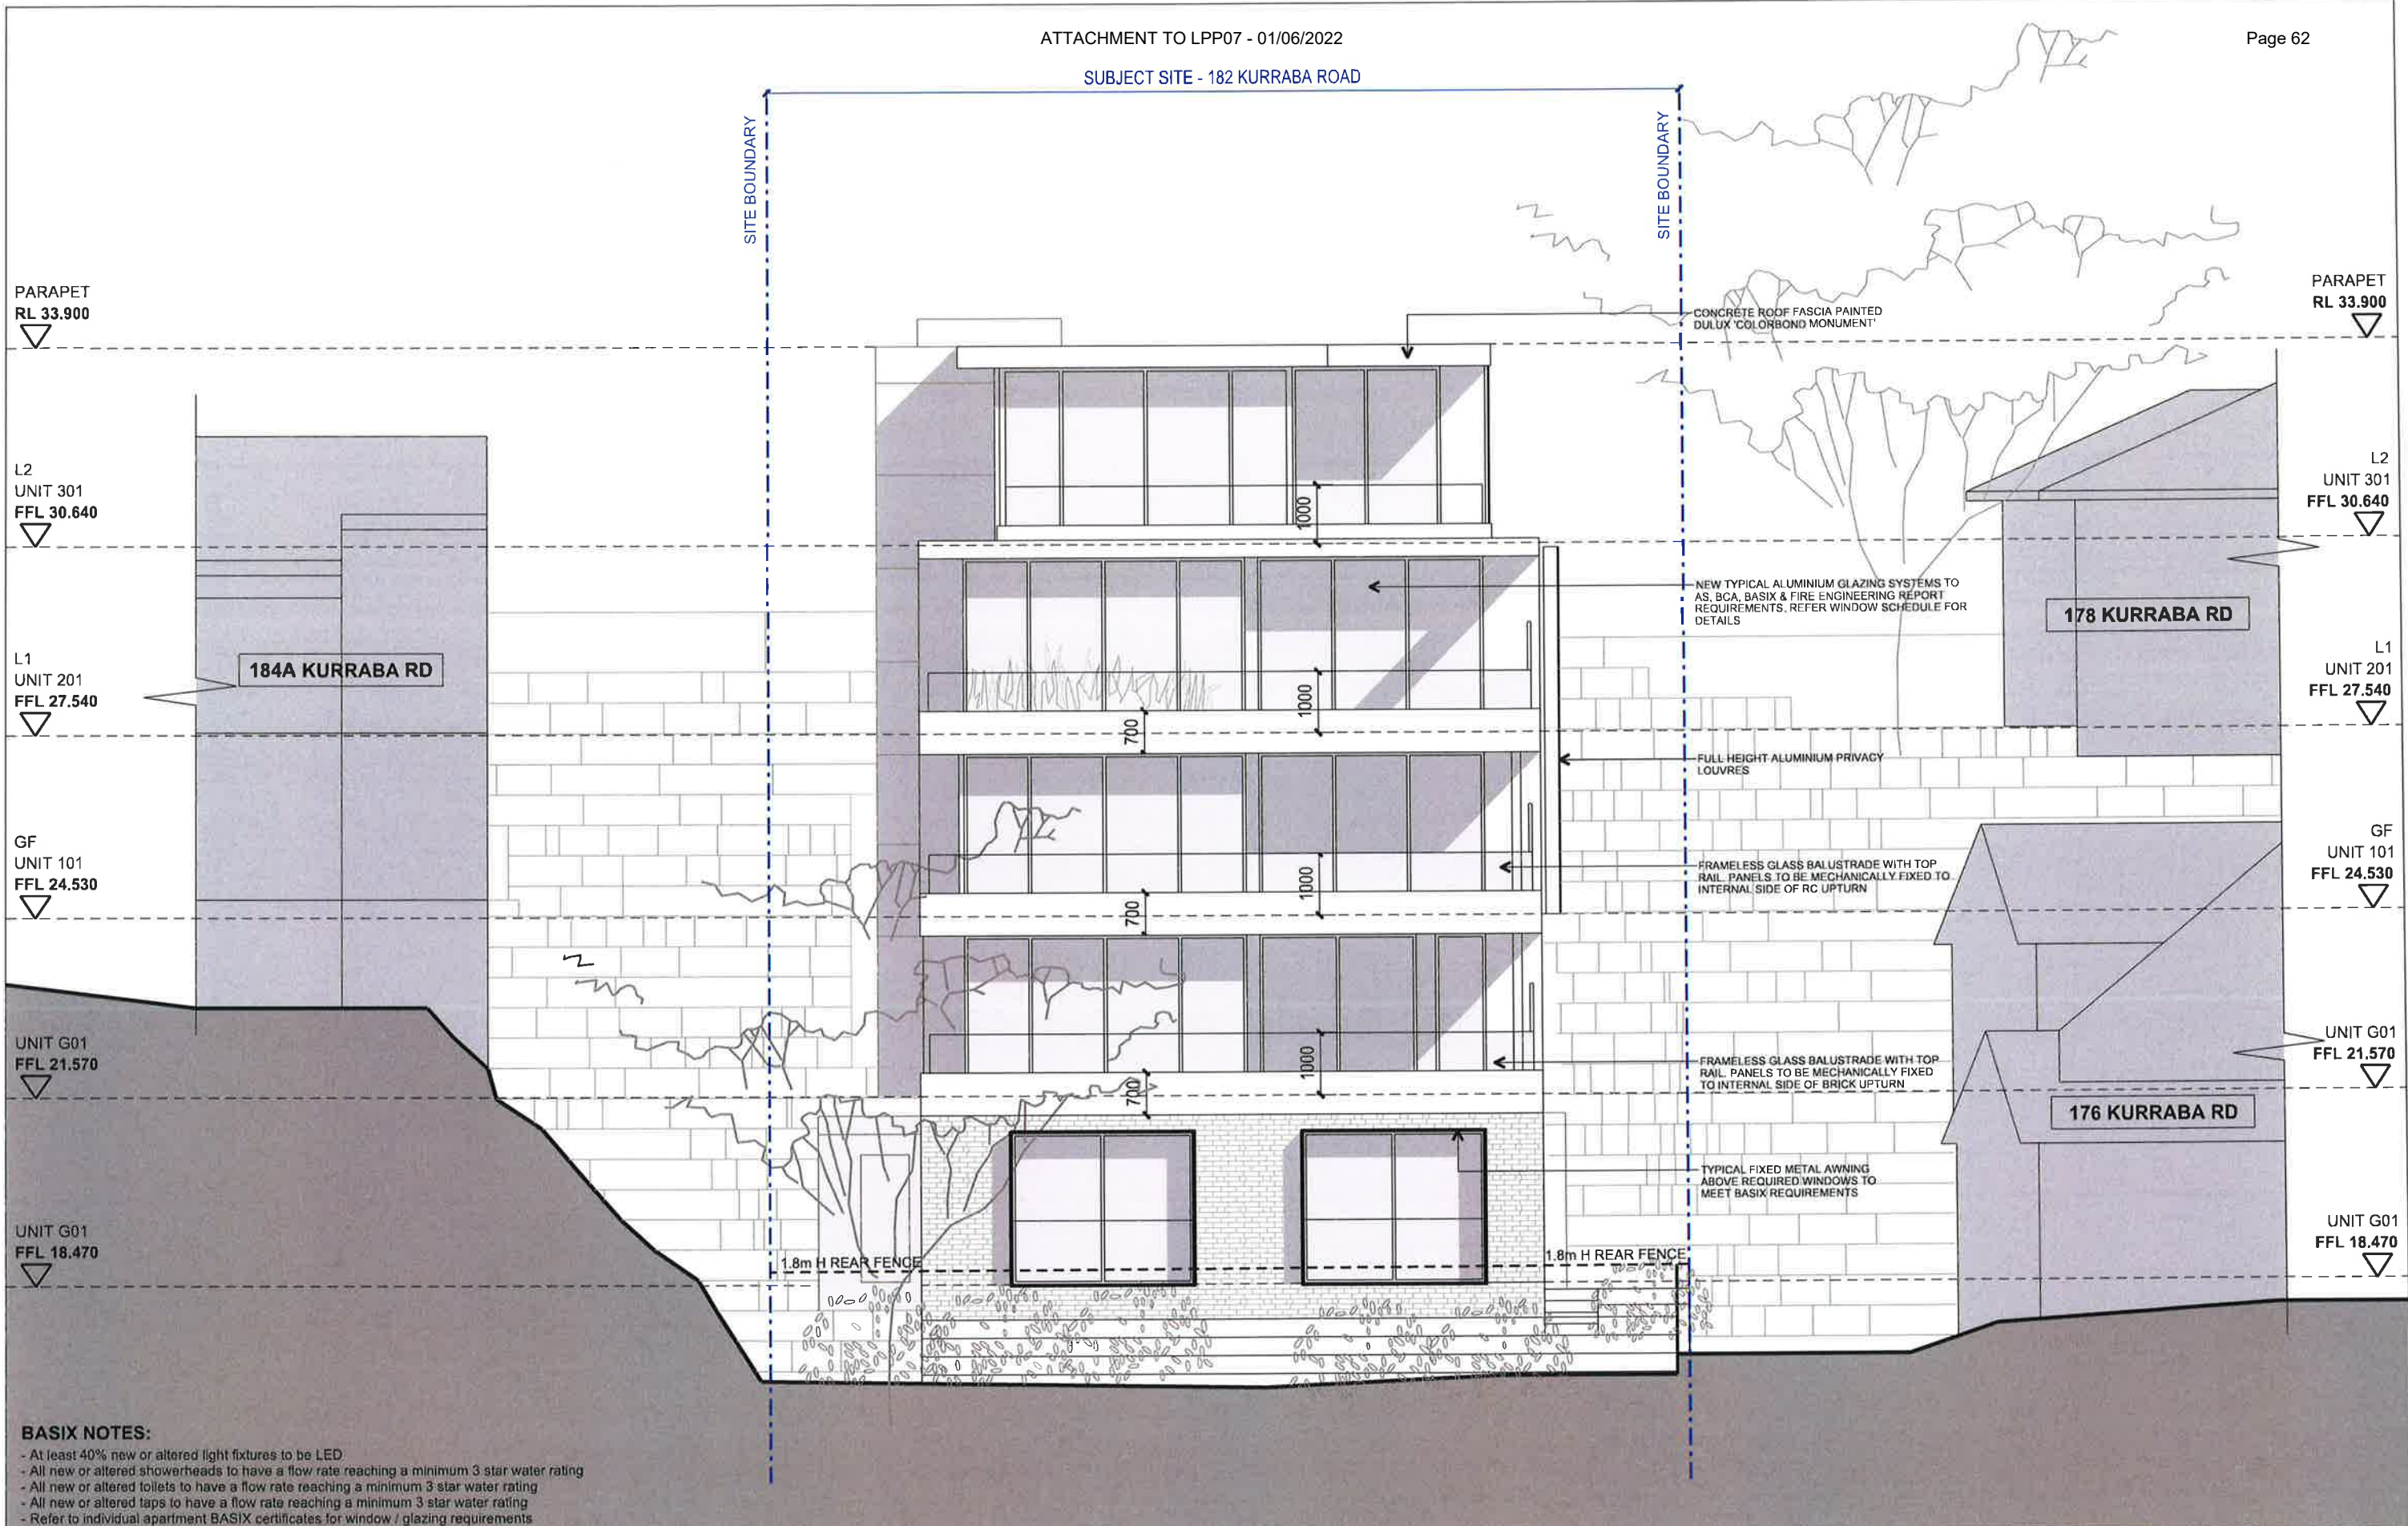 ATTACHMENT TO LPP07 - 01/06/2022
Page 62
SUBJECT SITE - 182 KURRABA ROAD
SITE BOUNDARY
SITE BOUNDARY
PARAPET
RL 33.900
L2
UNIT 301
FFL 30.640
L1
UNIT 201
FFL 27.540
GF
UNIT 101
FFL 24.530
UNIT G01
FFL 21.570
UNIT G01
FFL 18.470
184A KURRABA RD
1000
1000
700
1000
700
1000
700
1.8m H REAR FENCE
1.8m H REAR FENCE
CONCRETE ROOF FASCIA PAINTED
DULUX 'COLORBOND MONUMENT'
NEW TYPICAL ALUMINIUM GLAZING SYSTEMS TO
AS, BCA, BASIX & FIRE ENGINEERING REPORT
REQUIREMENTS. REFER WINDOW SCHEDULE FOR
DETAILS
FULL HEIGHT ALUMINIUM PRIVACY
LOUVRES
FRAMELESS GLASS BALUSTRADE WITH TOP
RAIL. PANELS TO BE MECHANICALLY FIXED TO
INTERNAL SIDE OF RC UPTURN
FRAMELESS GLASS BALUSTRADE WITH TOP
RAIL. PANELS TO BE MECHANICALLY FIXED
TO INTERNAL SIDE OF BRICK UPTURN
TYPICAL FIXED METAL AWNING
ABOVE REQUIRED WINDOWS TO
MEET BASIX REQUIREMENTS
178 KURRABA RD
176 KURRABA RD
PARAPET
RL 33.900
L2
UNIT 301
FFL 30.640
L1
UNIT 201
FFL 27.540
GF
UNIT 101
FFL 24.530
UNIT G01
FFL 21.570
UNIT G01
FFL 18.470
BASIX NOTES:
- At least 40% new or altered light fixtures to be LED
- All new or altered showerheads to have a flow rate reaching a minimum 3 star water rating
- All new or altered toilets to have a flow rate reaching a minimum 3 star water rating
- All new or altered taps to have a flow rate reaching a minimum 3 star water rating
- Refer to individual apartment BASIX certificates for window / glazing requirements